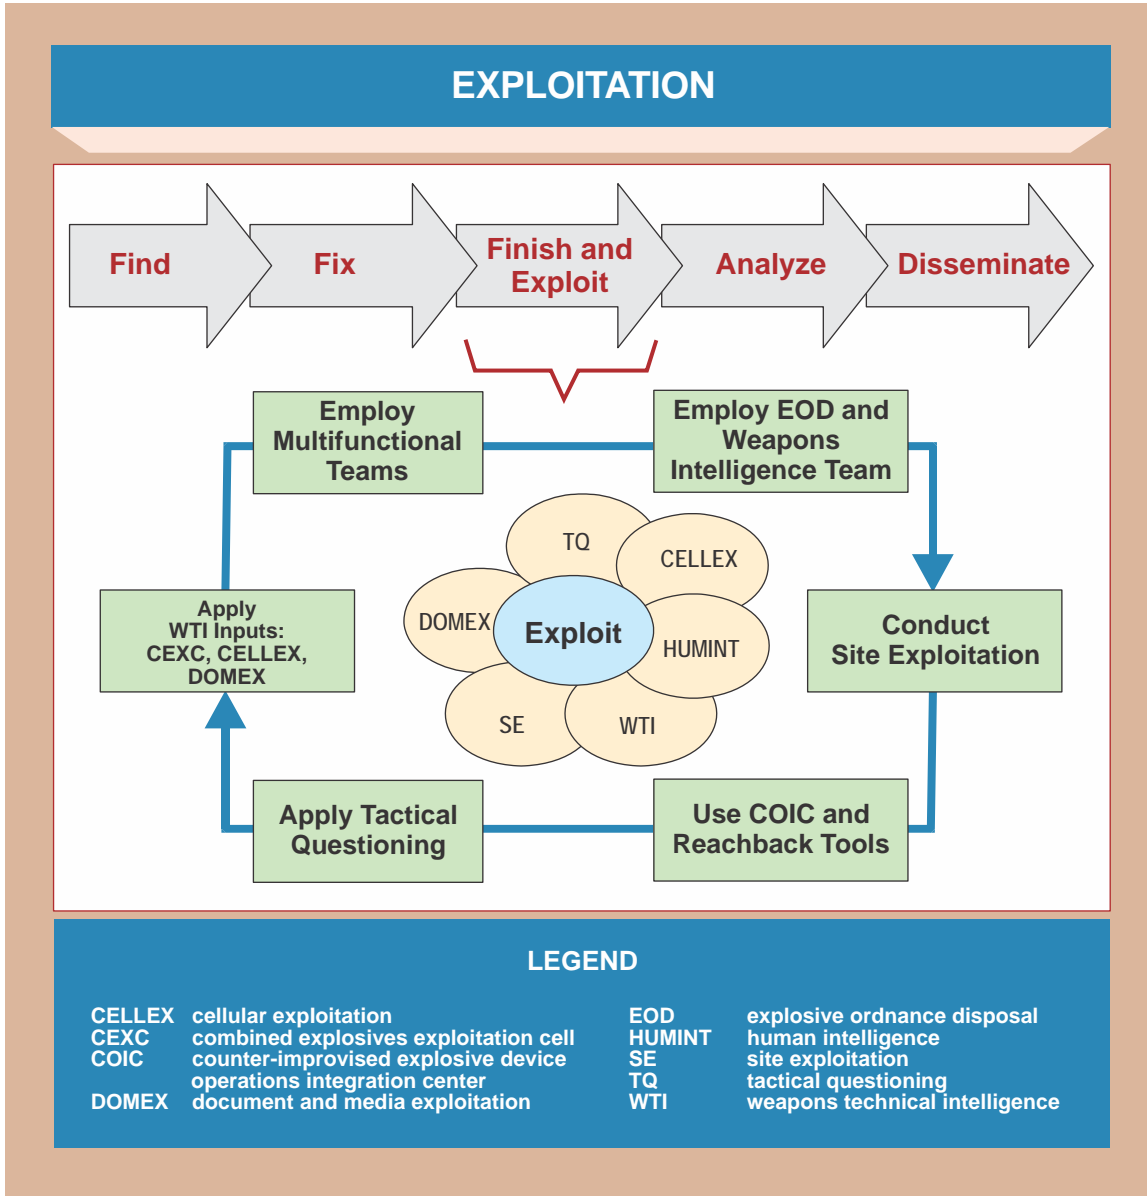 EXPLOITATION
Find
Fix
Finish and
Exploit
Analyze
Disseminate
Employ
Multifunctional
Teams
Employ EOD and
Weapons
Intelligence Team
TQ
CELLEX
DOMEX
Exploit
HUMINT
SE
WTI
Apply
WTI Inputs:
CEXC, CELLEX,
DOMEX
Conduct
Site Exploitation
Apply Tactical
Questioning
Use COIC and
Reachback Tools
LEGEND
CELLEX cellular exploitation
CEXC combined explosives exploitation cell
COIC counter-improvised explosive device
operations integration center
DOMEX document and media exploitation
EOD explosive ordnance disposal
HUMINT human intelligence
SE site exploitation
TQ tactical questioning
WTI weapons technical intelligence